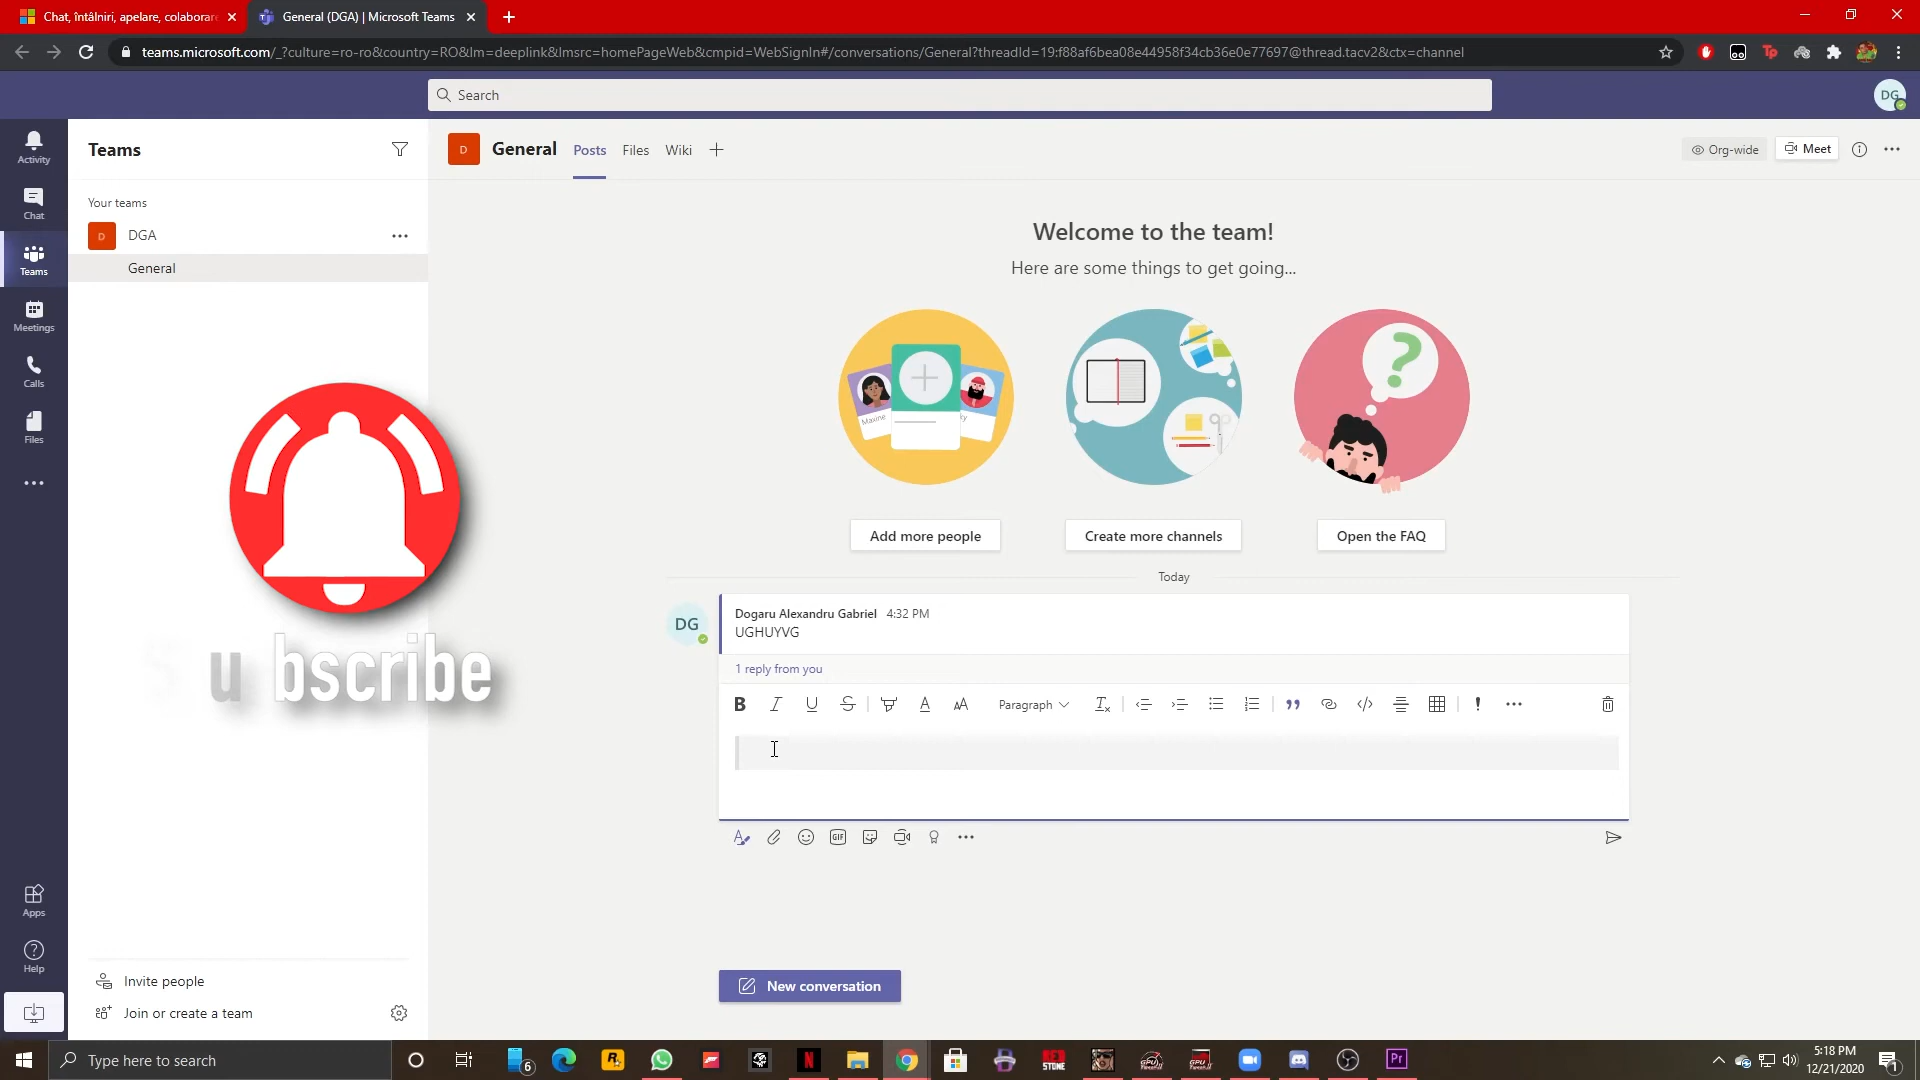 Chat, întâlniri, apelare, colaborare
General (DGA) | Microsoft Teams
teams.microsoft.com/_?culture=ro-ro&country=RO&lm=deeplink&lmsrc=homePageWeb&cmpid=WebSignIn#/conversations/General?threadId=19:f88af6bea08e44958f34cb36e0e77697@thread.tacv2&ctx=channel
Search
DG
Activity
Chat
Teams
Meetings
Calls
Files
Apps
Help
Teams
Your teams
D DGA
General
Invite people
Join or create a team
D General Posts Files Wiki
Org-wide
Meet
Welcome to the team!
Here are some things to get going...
Maxine
Add more people
Create more channels
Open the FAQ
Today
DG
Dogaru Alexandru Gabriel 4:32 PM
UGHUYVG
1 reply from you
Paragraph
GIF
New conversation
ubscribe
Type here to search
6
5:18 PM
12/21/2020
1